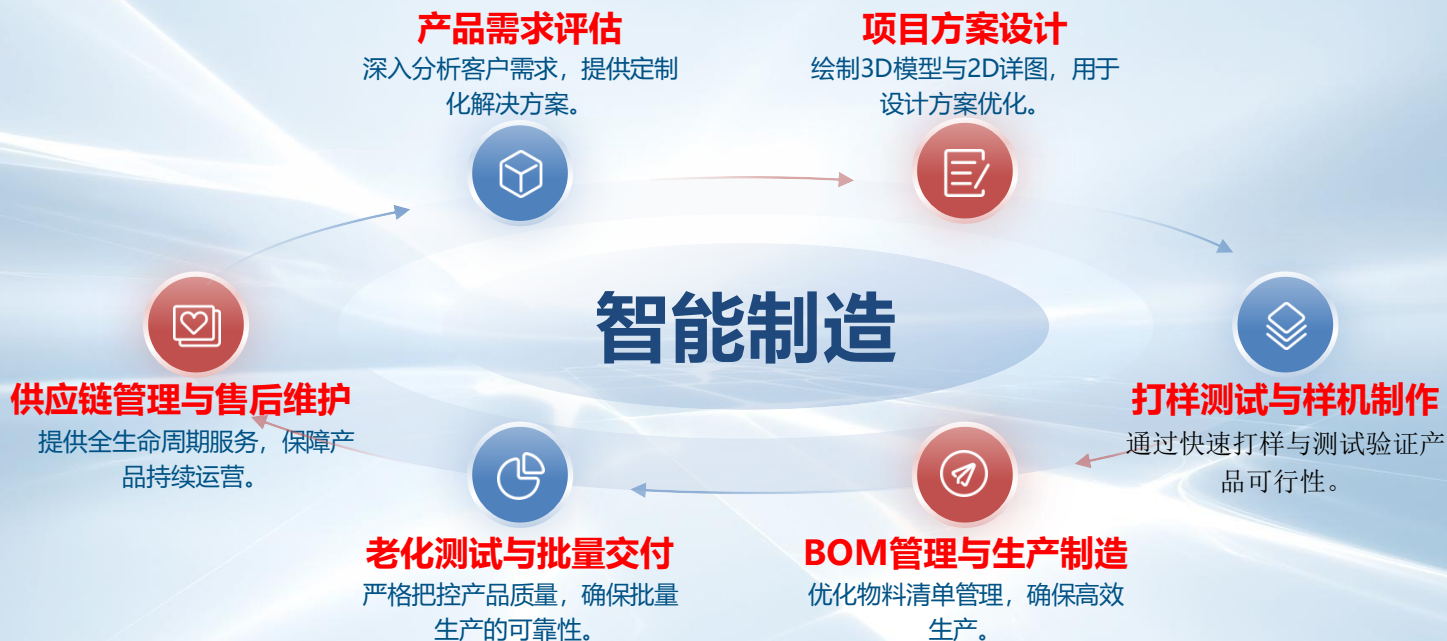 产品需求评估
深入分析客户需求，提供定制
化解决方案。
项目方案设计
绘制3D模型与2D详图，用于
设计方案优化。
智能制造
供应链管理与售后维护
提供全生命周期服务，保障产
品持续运营。
打样测试与样机制作
通过快速打样与测试验证产
品可行性。
老化测试与批量交付
严格把控产品质量，确保批量
生产的可靠性。
BOM管理与生产制造
优化物料清单管理，确保高效
生产。